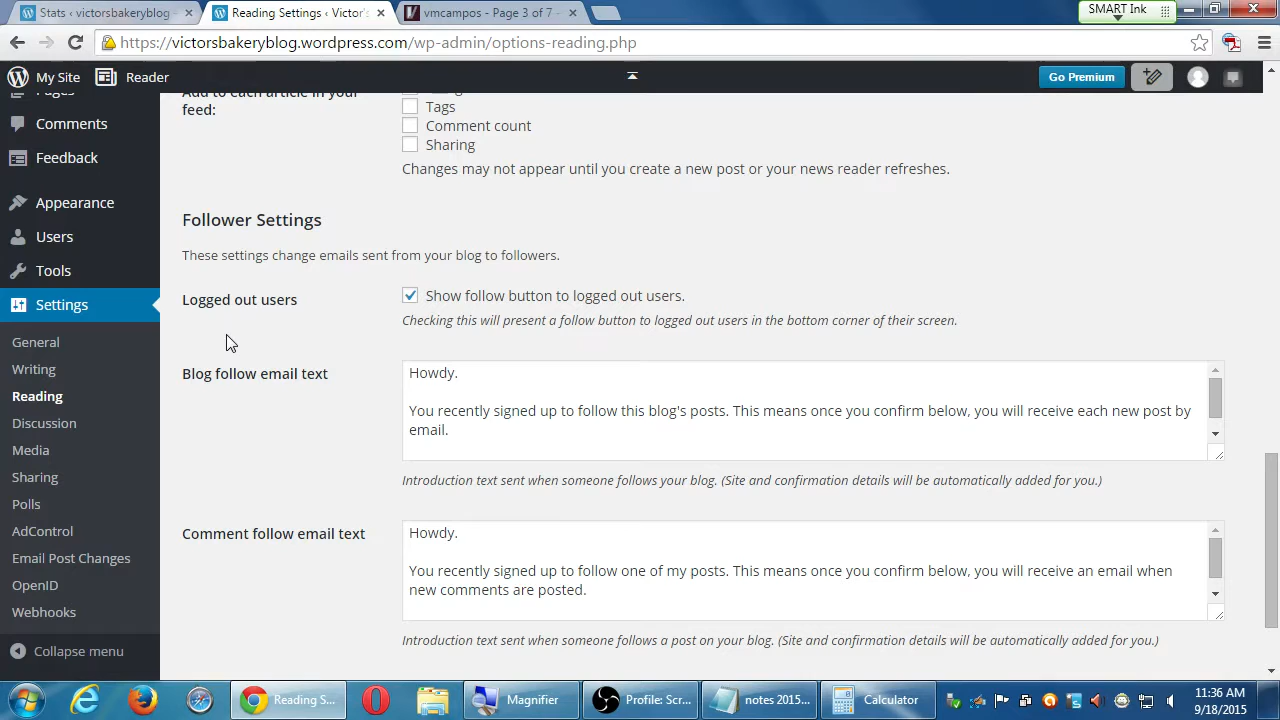 Stats ‹ victorsbakeryblog
Reading Settings ‹ Victor's
vmcampos - Page 3 of 7 -
SMART Ink
https://victorsbakeryblog.wordpress.com/wp-admin/options-reading.php
My Site
Reader
Go Premium
Pages
Comments
Feedback
Appearance
Users
Tools
Settings
General
Writing
Reading
Discussion
Media
Sharing
Polls
AdControl
Email Post Changes
OpenID
Webhooks
Collapse menu
Add to each article in your
feed:
Tags
Comment count
Sharing
Changes may not appear until you create a new post or your news reader refreshes.
Follower Settings
These settings change emails sent from your blog to followers.
Logged out users
Show follow button to logged out users.
Checking this will present a follow button to logged out users in the bottom corner of their screen.
Blog follow email text
Howdy.
You recently signed up to follow this blog's posts. This means once you confirm below, you will receive each new post by
email.
Introduction text sent when someone follows your blog. (Site and confirmation details will be automatically added for you.)
Comment follow email text
Howdy.
You recently signed up to follow one of my posts. This means once you confirm below, you will receive an email when
new comments are posted.
Introduction text sent when someone follows a post on your blog. (Site and confirmation details will be automatically added for you.)
Reading S...
Magnifier
Profile: Scr...
notes 2015...
Calculator
11:36 AM
9/18/2015